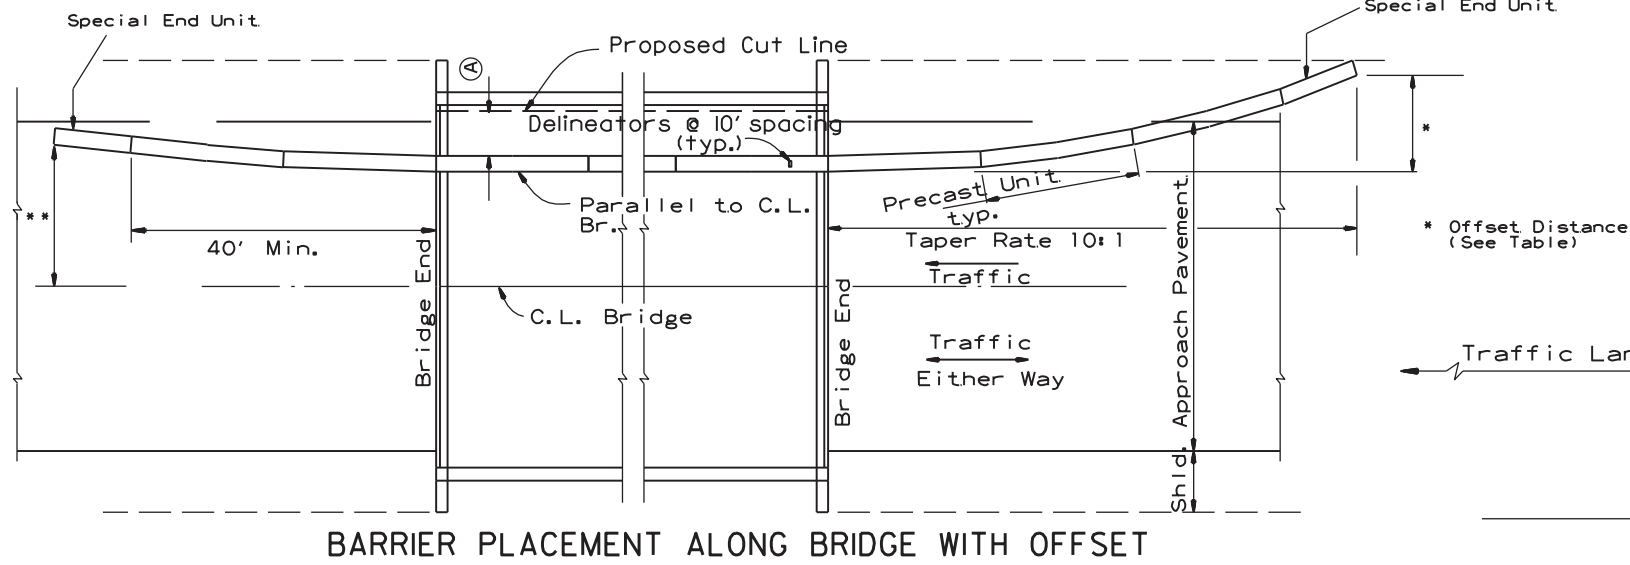 Special End Unit
Special End Unit
Proposed Cut Line
A
Delineators @ 10' spacing
(typ.)
*
Precast Unit
typ.
Parallel to C.L.
Br.
* *
40' Min.
Taper Rate 10:1
* Offset Distance
(See Table)
Traffic
Bridge End
C.L. Bridge
Bridge End
Traffic
Either Way
Shld. Approach Pavement
Traffic Lan
BARRIER PLACEMENT ALONG BRIDGE WITH OFFSET